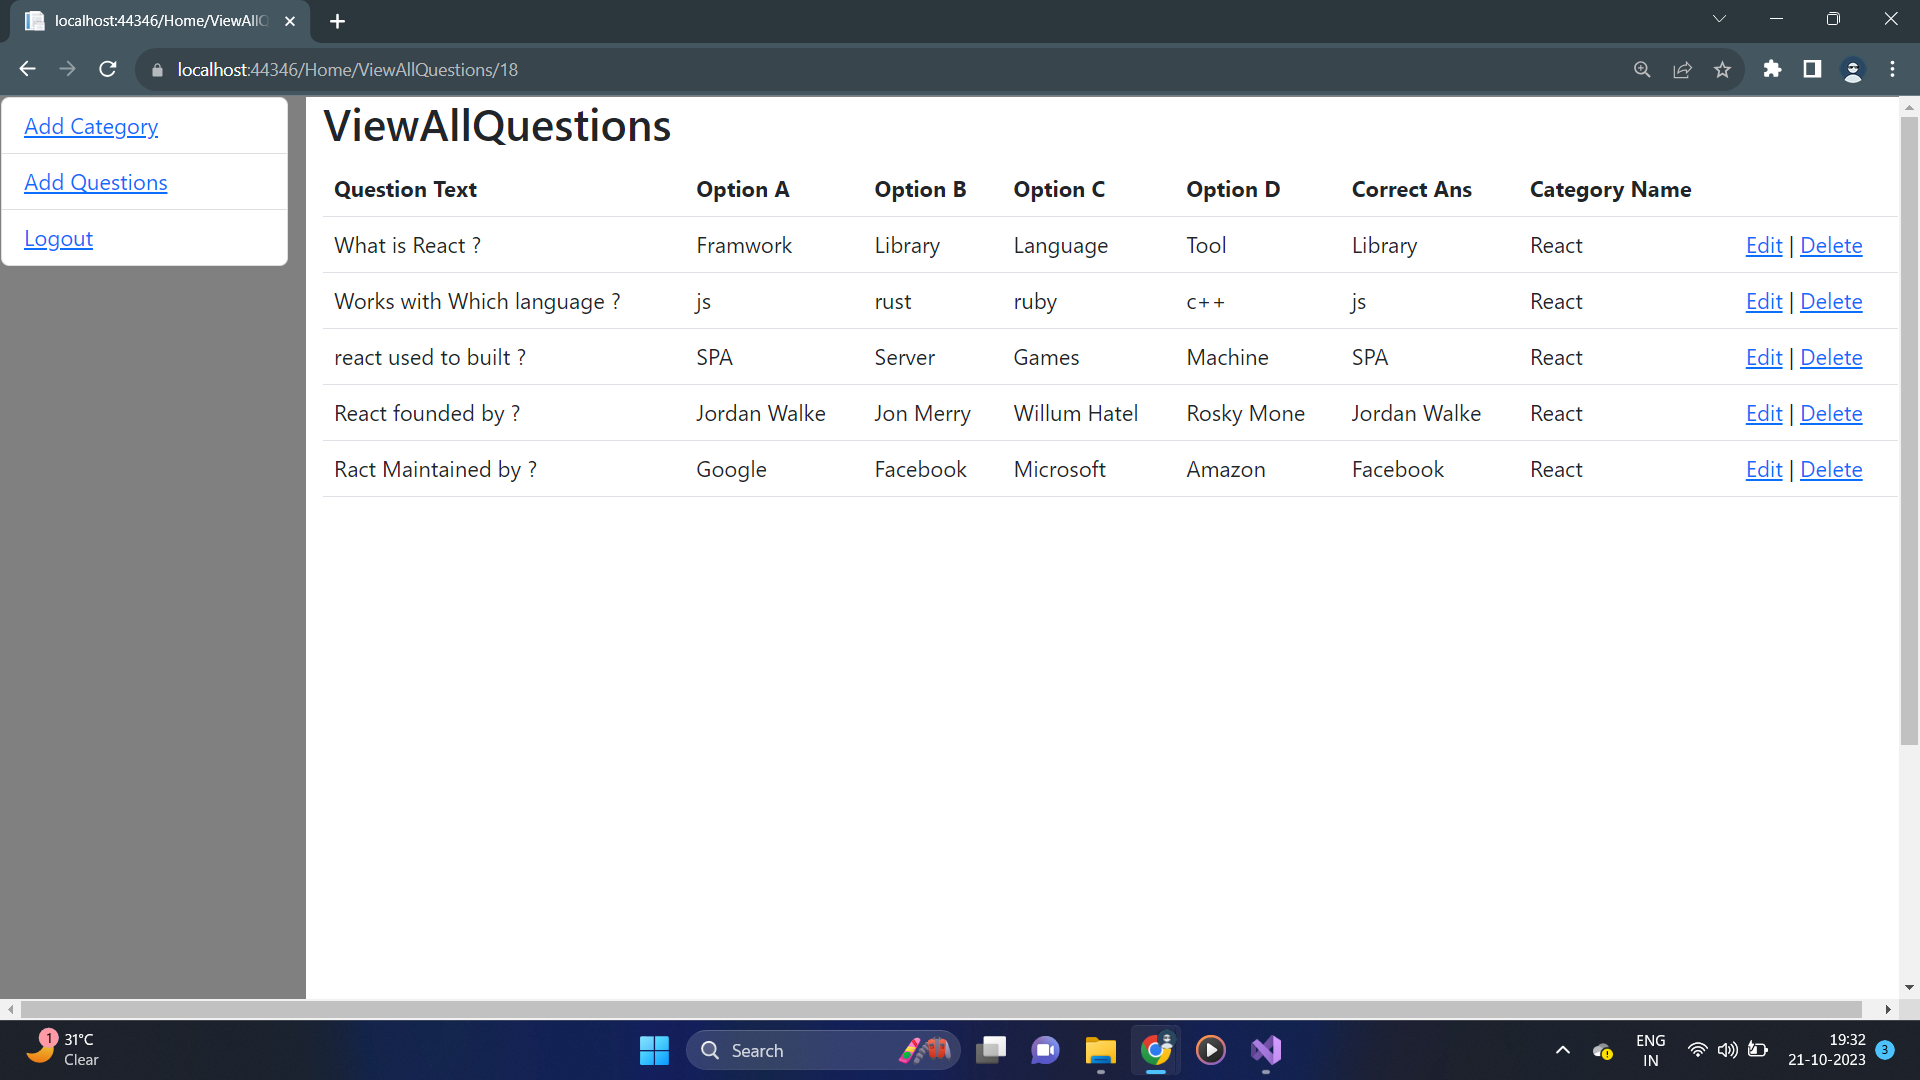 localhost:44346/Home/ViewAllQ
localhost:44346/Home/ViewAllQuestions/18
Add Category
Add Questions
Logout
ViewAllQuestions
Question Text Option A Option B Option C Option D Correct Ans Category Name
What is React ? Framwork Library Language Tool Library React Edit | Delete
Works with Which language ? js rust ruby c++ js React Edit | Delete
react used to built ? SPA Server Games Machine SPA React Edit | Delete
React founded by ? Jordan Walke Jon Merry Willum Hatel Rosky Mone Jordan Walke React Edit | Delete
Ract Maintained by ? Google Facebook Microsoft Amazon Facebook React Edit | Delete
1
31°C
Clear
Search
ENG
IN
19:32
21-10-2023
3